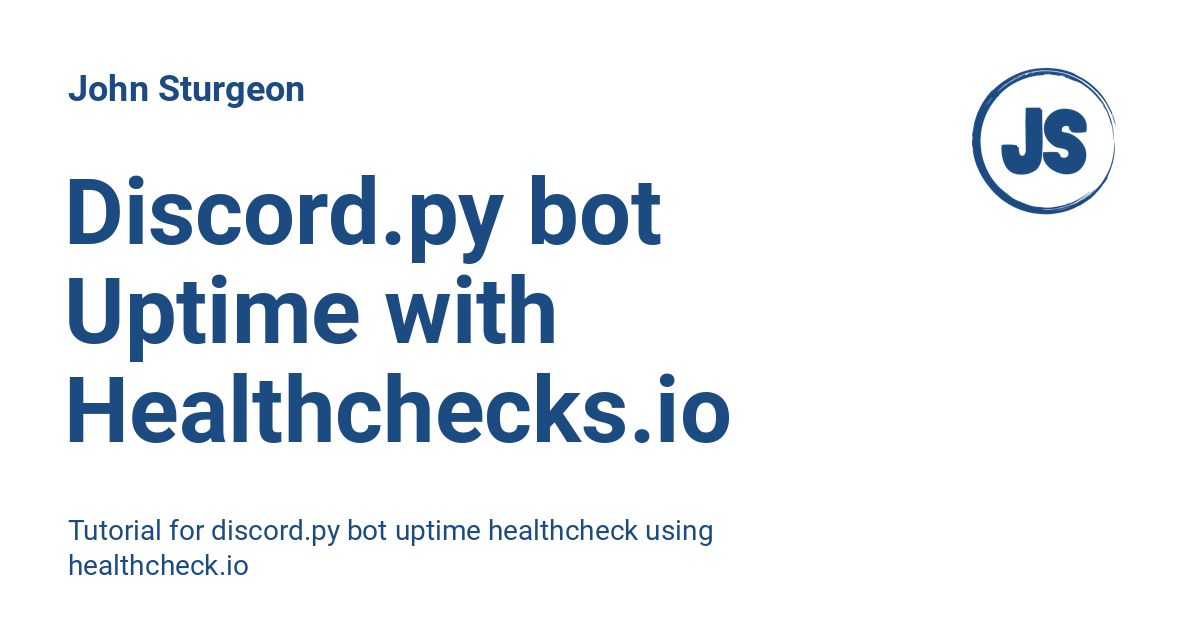 John Sturgeon
JS
Discord.py bot
Uptime with
Healthchecks.io
Tutorial for discord.py bot uptime healthcheck using
healthcheck.io